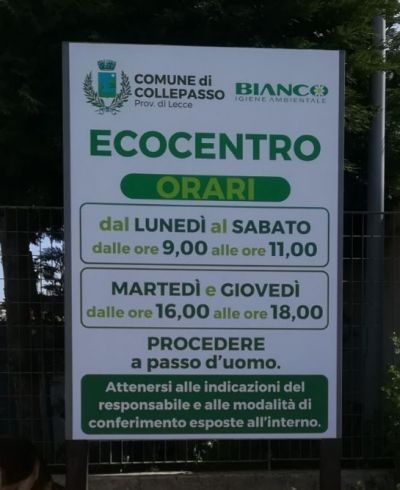 COMUNE di
COLLEPASSO
Prov. di Lecce
BIANCO
IGIENE AMBIENTALE
ECOCENTRO
ORARI
dal LUNEDÌ al SABATO
dalle ore 9,00 alle ore 11,00
MARTEDÌ e GIOVEDÌ
dalle ore 16,00 alle ore 18,00
PROCEDERE
a passo d'uomo.
Attenersi alle indicazioni del
responsabile e alle modalità di
conferimento esposte all'interno.